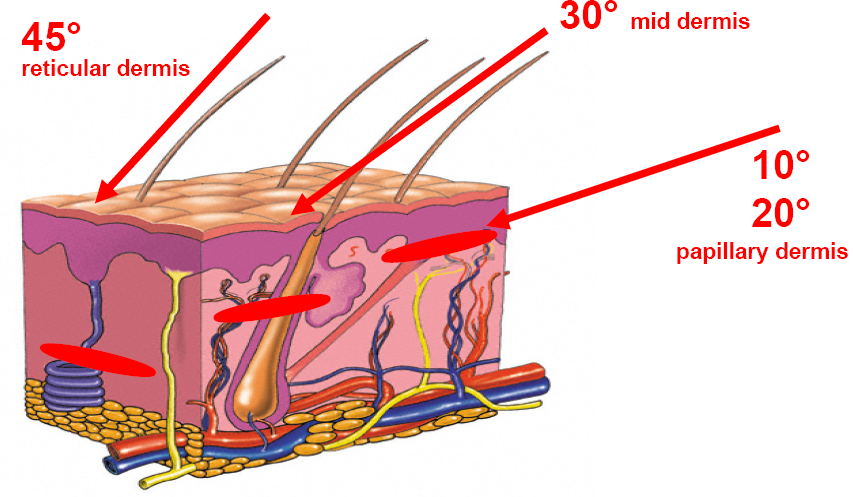 45°
reticular dermis
30° mid dermis
10°
20°
papillary dermis
S